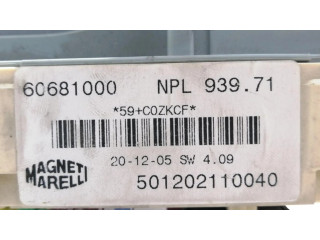 60681000 NPL 939.71
*59+C0ZKCF*
20-12-05 SW 4.09
MAGNETI
MARELLI
501202110040